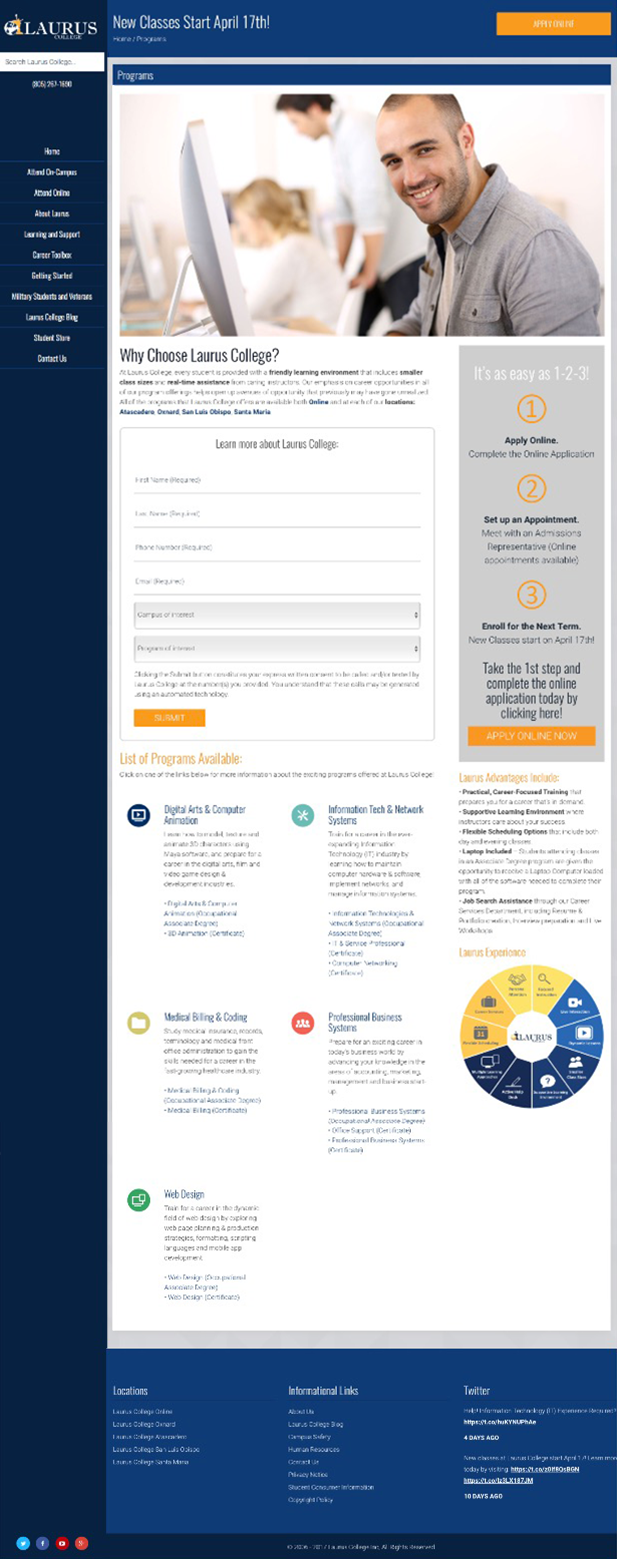 LAURUS
COLLEGE
Search Laurus College...
(805) 267-1690
Home
Attend On-Campus
Attend Online
About Laurus
Learning and Support
Career Toolbox
Getting Started
Military Students and Veterans
Laurus College Blog
Student Store
Contact Us
New Classes Start April 17th!
Home / Programs
APPLY ONLINE
Programs
Why Choose Laurus College?
At Laurus College, every student is provided with a friendly learning environment that includes smaller
class sizes and real-time assistance from caring instructors. Our emphasis on career opportunities in all
of our program offerings helps open up avenues of opportunity that previously may have gone unrealized.
All of the programs that Laurus College offers are available both Online and at each of our locations:
Atascadero, Oxnard, San Luis Obispo, Santa Maria
Learn more about Laurus College:
First Name (Required)
Last Name (Required)
Phone Number (Required)
Email (Required)
Campus of interest
Program of interest
Clicking the Submit button constitutes your express written consent to be called and/or texted by
Laurus College at the number(s) you provided. You understand that these calls may be generated
using an automated technology.
SUBMIT
It's as easy as 1-2-3!
1
Apply Online.
Complete the Online Application
2
Set up an Appointment.
Meet with an Admissions
Representative (Online
appointments available)
3
Enroll for the Next Term.
New Classes start on April 17th!
Take the 1st step and
complete the online
application today by
clicking here!
APPLY ONLINE NOW
List of Programs Available:
Click on one of the links below for more information about the exciting programs offered at Laurus College!
Digital Arts & Computer
Animation
Learn how to model, texture and
animate 3D characters using
Maya software, and prepare for a
career in the digital arts, film and
video game design &
development industries.
• Digital Arts & Computer
Animation (Occupational
Associate Degree)
• 3D Animation (Certificate)
Information Tech & Network
Systems
Train for a career in the ever-
expanding Information
Technology (IT) industry by
learning how to maintain
computer hardware & software,
implement networks, and
manage information systems.
• Information Technologies &
Network Systems (Occupational
Associate Degree)
• IT & Service Professional
(Certificate)
• Computer Networking
(Certificate)
Medical Billing & Coding
Study medical insurance, records,
terminology and medical front
office administration to gain the
skills needed for a career in the
fast-growing healthcare industry.
• Medical Billing & Coding
(Occupational Associate Degree)
• Medical Billing (Certificate)
Professional Business
Systems
Prepare for an exciting career in
today's business world by
advancing your knowledge in the
areas of accounting, marketing,
management and business start-
up.
• Professional Business Systems
(Occupational Associate Degree)
• Office Support (Certificate)
• Professional Business Systems
(Certificate)
Web Design
Train for a career in the dynamic
field of web design by exploring
web page planning & production
strategies, formatting, scripting
languages and mobile app
development.
• Web Design (Occupational
Associate Degree)
• Web Design (Certificate)
Laurus Advantages Include:
• Practical, Career-Focused Training that
prepares you for a career that's in demand.
• Supportive Learning Environment where
instructors care about your success.
• Flexible Scheduling Options that include both
day and evening classes.
• Laptop Included – Students attending classes
in an Associate Degree program are given the
opportunity to receive a Laptop Computer loaded
with all of the software needed to complete their
program.
• Job Search Assistance through our Career
Services Department, including Resume &
Portfolio creation, Interview preparation and Live
Workshops.
Laurus Experience
LAURUS
Locations
Laurus College Online
Laurus College Oxnard
Laurus College Atascadero
Laurus College San Luis Obispo
Laurus College Santa Maria
Informational Links
About Us
Laurus College Blog
Campus Safety
Human Resources
Contact Us
Privacy Notice
Student Consumer Information
Copyright Policy
Twitter
Help! Information Technology (IT) Experience Required?
4 DAYS AGO
New classes at Laurus College start April 17! Learn more
today by visiting:
10 DAYS AGO
© 2006 - 2017 Laurus College Inc, All Rights Reserved